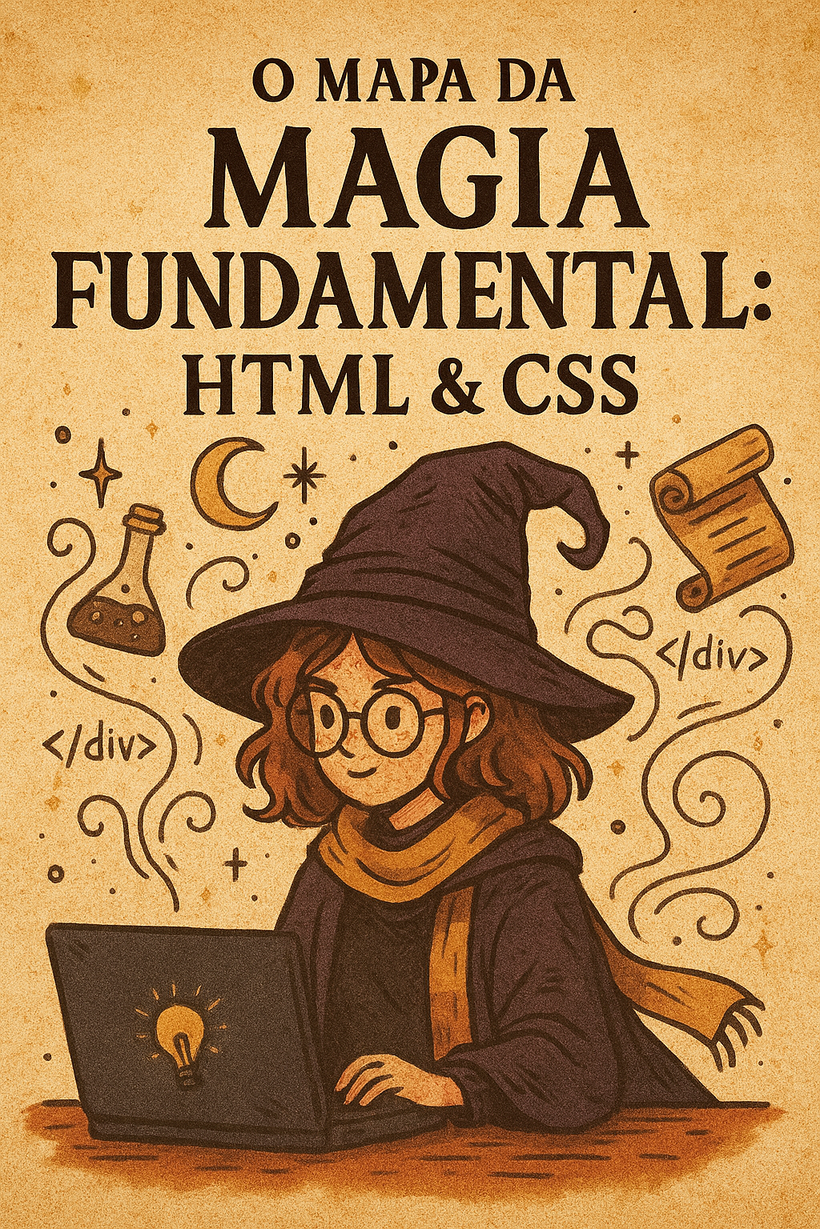 O MAPA DA
MAGIA
FUNDAMENTAL:
HTML & CSS
</div>
</div>